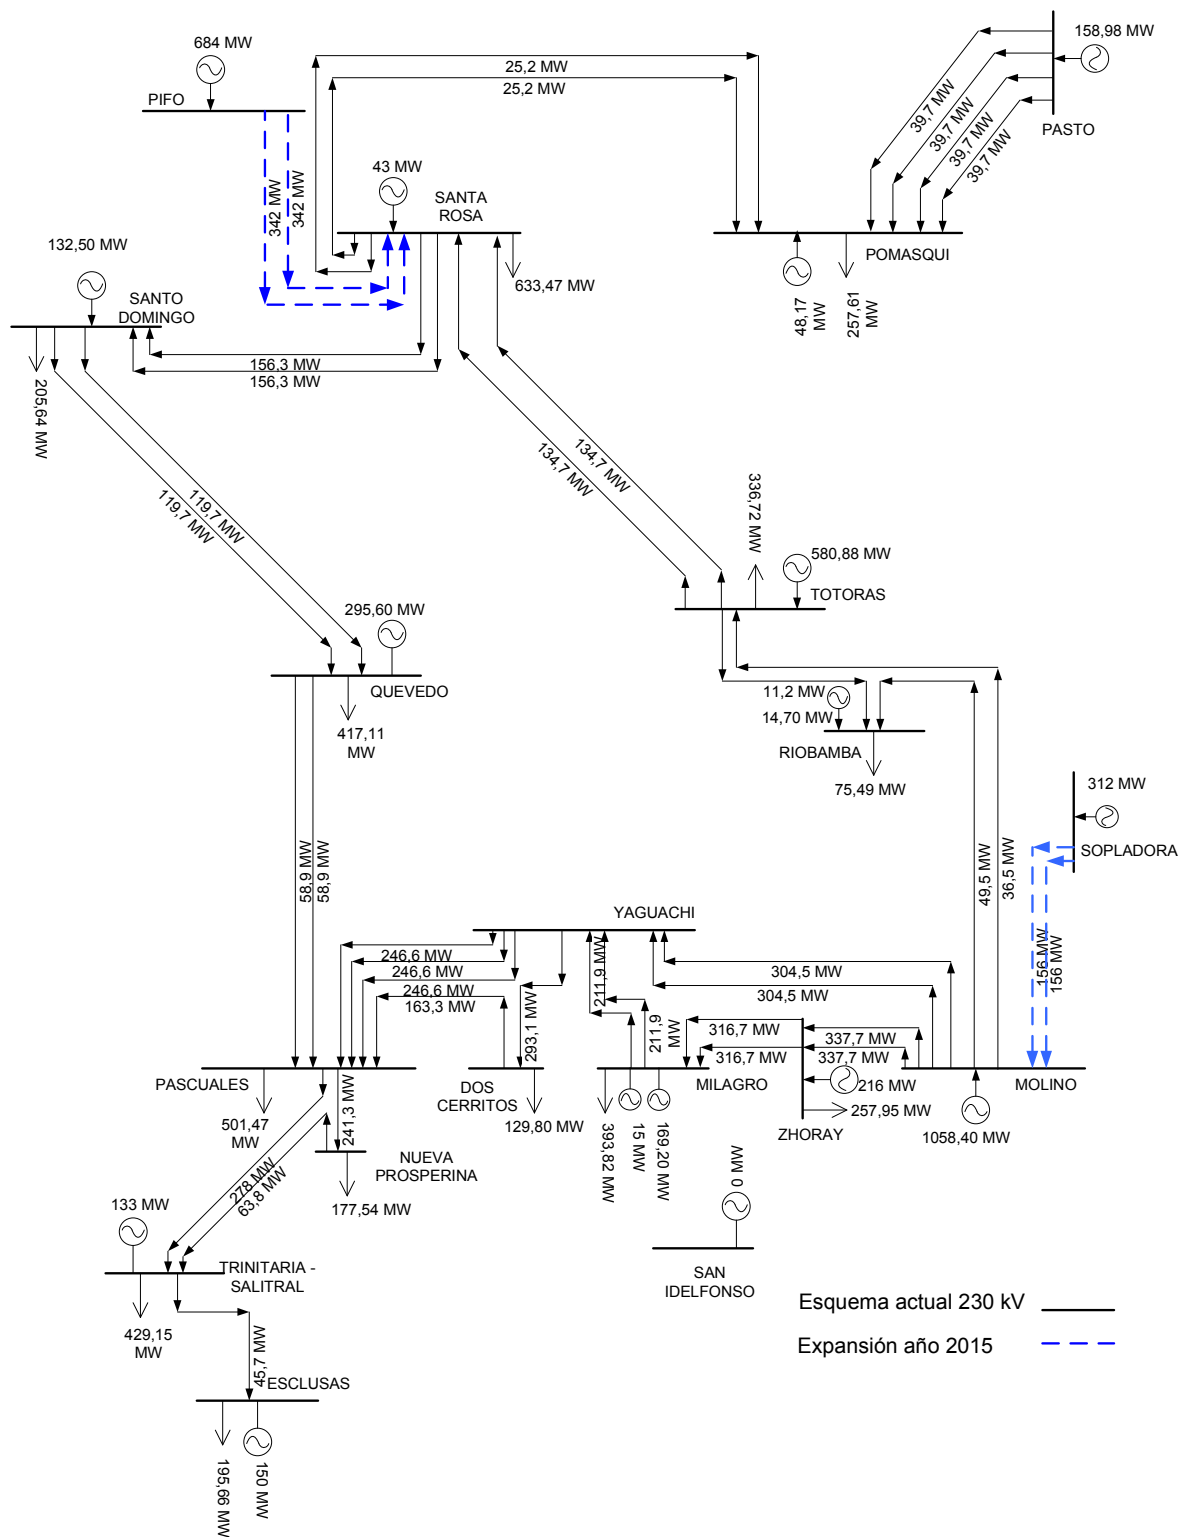 684 MW
PIFO
25,2 MW
25,2 MW
158,98 MW
PASTO
39,7 MW
39,7 MW
39,7 MW
39,7 MW
342 MW
342 MW
43 MW
SANTA
ROSA
633,47 MW
POMASQUI
48,17
MW
257,61
MW
132,50 MW
SANTO
DOMINGO
156,3 MW
156,3 MW
205,64 MW
119,7 MW
119,7 MW
134,7 MW
134,7 MW
336,72 MW
580,88 MW
TOTORAS
295,60 MW
QUEVEDO
417,11
MW
11,2 MW
14,70 MW
RIOBAMBA
75,49 MW
312 MW
SOPLADORA
49,5 MW
36,5 MW
156 MW
156 MW
58,9 MW
58,9 MW
YAGUACHI
246,6 MW
246,6 MW
246,6 MW
163,3 MW
293,1 MW
211,9 MW
211,9
MW
304,5 MW
304,5 MW
316,7 MW
316,7 MW
337,7 MW
337,7 MW
216 MW
257,95 MW
ZHORAY
MOLINO
1058,40 MW
PASCUALES
501,47
MW
241,3 MW
DOS
CERRITOS
129,80 MW
MILAGRO
393,82 MW
15 MW
169,20 MW
NUEVA
PROSPERINA
177,54 MW
278 MW
63,8 MW
133 MW
TRINITARIA -
SALITRAL
429,15
MW
0 MW
SAN
IDELFONSO
45,7 MW
ESCLUSAS
195,66 MW
150 MW
Esquema actual 230 kV
Expansión año 2015